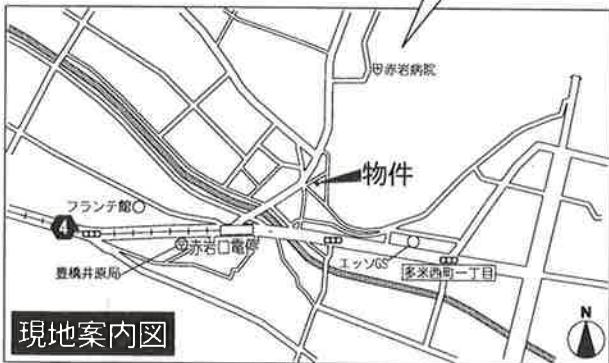 赤岩病院
物件
フランテ館
4
赤岩口電停
豊橋井原局
エッソGS
多米西町一丁目
N
現地案内図